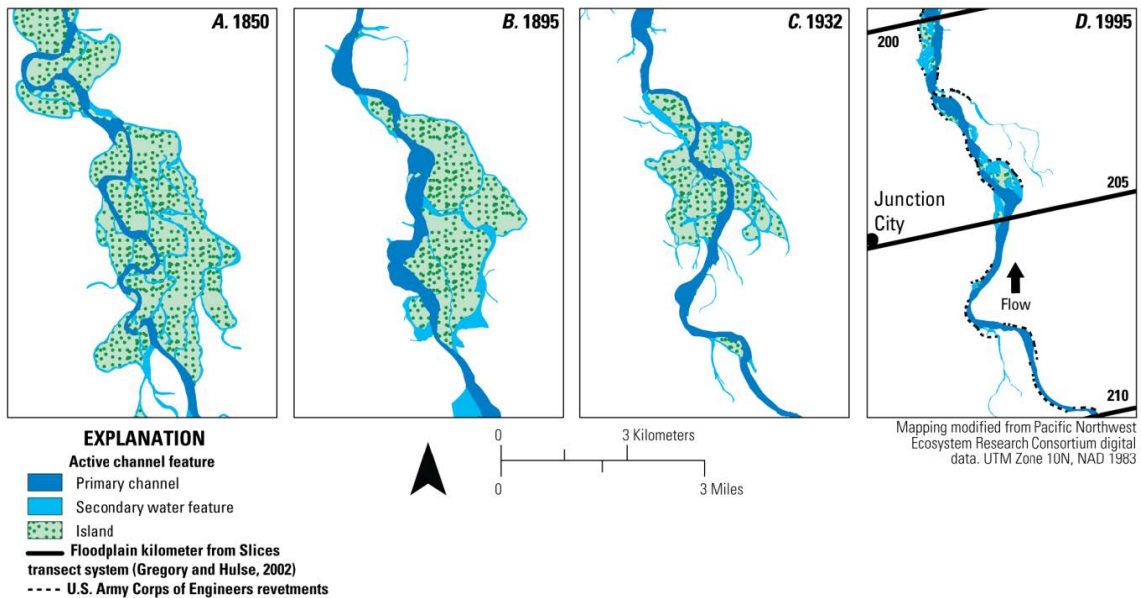 A. 1850
B. 1895
C. 1932
D. 1995
200
205
Junction
City
Flow
210
Mapping modified from Pacific Northwest
Ecosystem Research Consortium digital
data. UTM Zone 10N, NAD 1983
EXPLANATION
Active channel feature
Primary channel
Secondary water feature
Island
Floodplain kilometer from Slices
transect system (Gregory and Hulse, 2002)
U.S. Army Corps of Engineers revetments
0 3 Kilometers
0 3 Miles